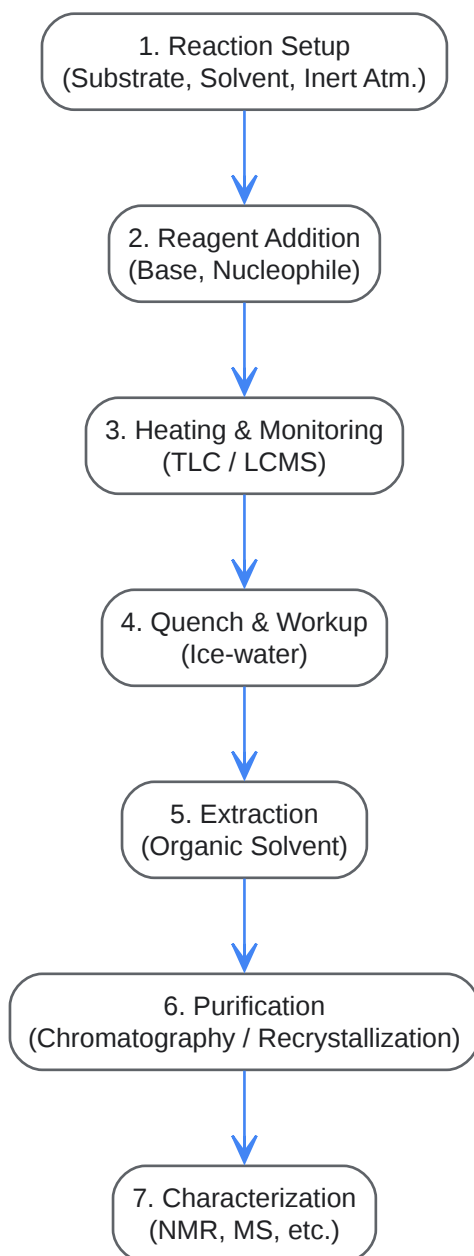 1. Reaction Setup
(Substrate, Solvent, Inert Atm.)
2. Reagent Addition
(Base, Nucleophile)
3. Heating & Monitoring
(TLC / LCMS)
4. Quench & Workup
(Ice-water)
5. Extraction
(Organic Solvent)
6. Purification
(Chromatography / Recrystallization)
7. Characterization
(NMR, MS, etc.)